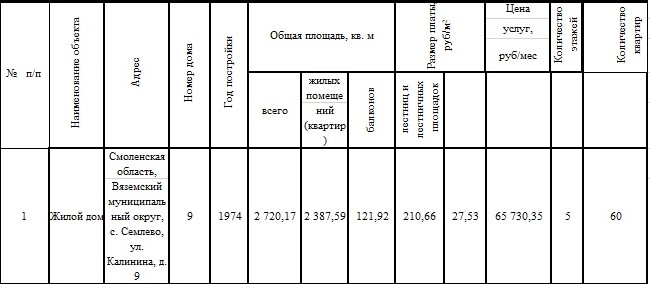 № п/п
Наименование объекта
Адрес
Номер дома
Год постройки
Общая площадь, кв. м
Размер платы,
руб/м²
Цена
услуг,
руб/мес
Количество
этажей
Количество
квартир
всего
жилых
помеще
ний
(квартир
)
балконов
лестниц и
лестничных
площадок
1
Жилой дом
Смоленская
область,
Вяземский
муниципаль
ный округ,
с. Семлево,
ул.
Калинина, д.
9
9
1974
2 720,17
2 387,59
121,92
210,66
27,53
65 730,35
5
60